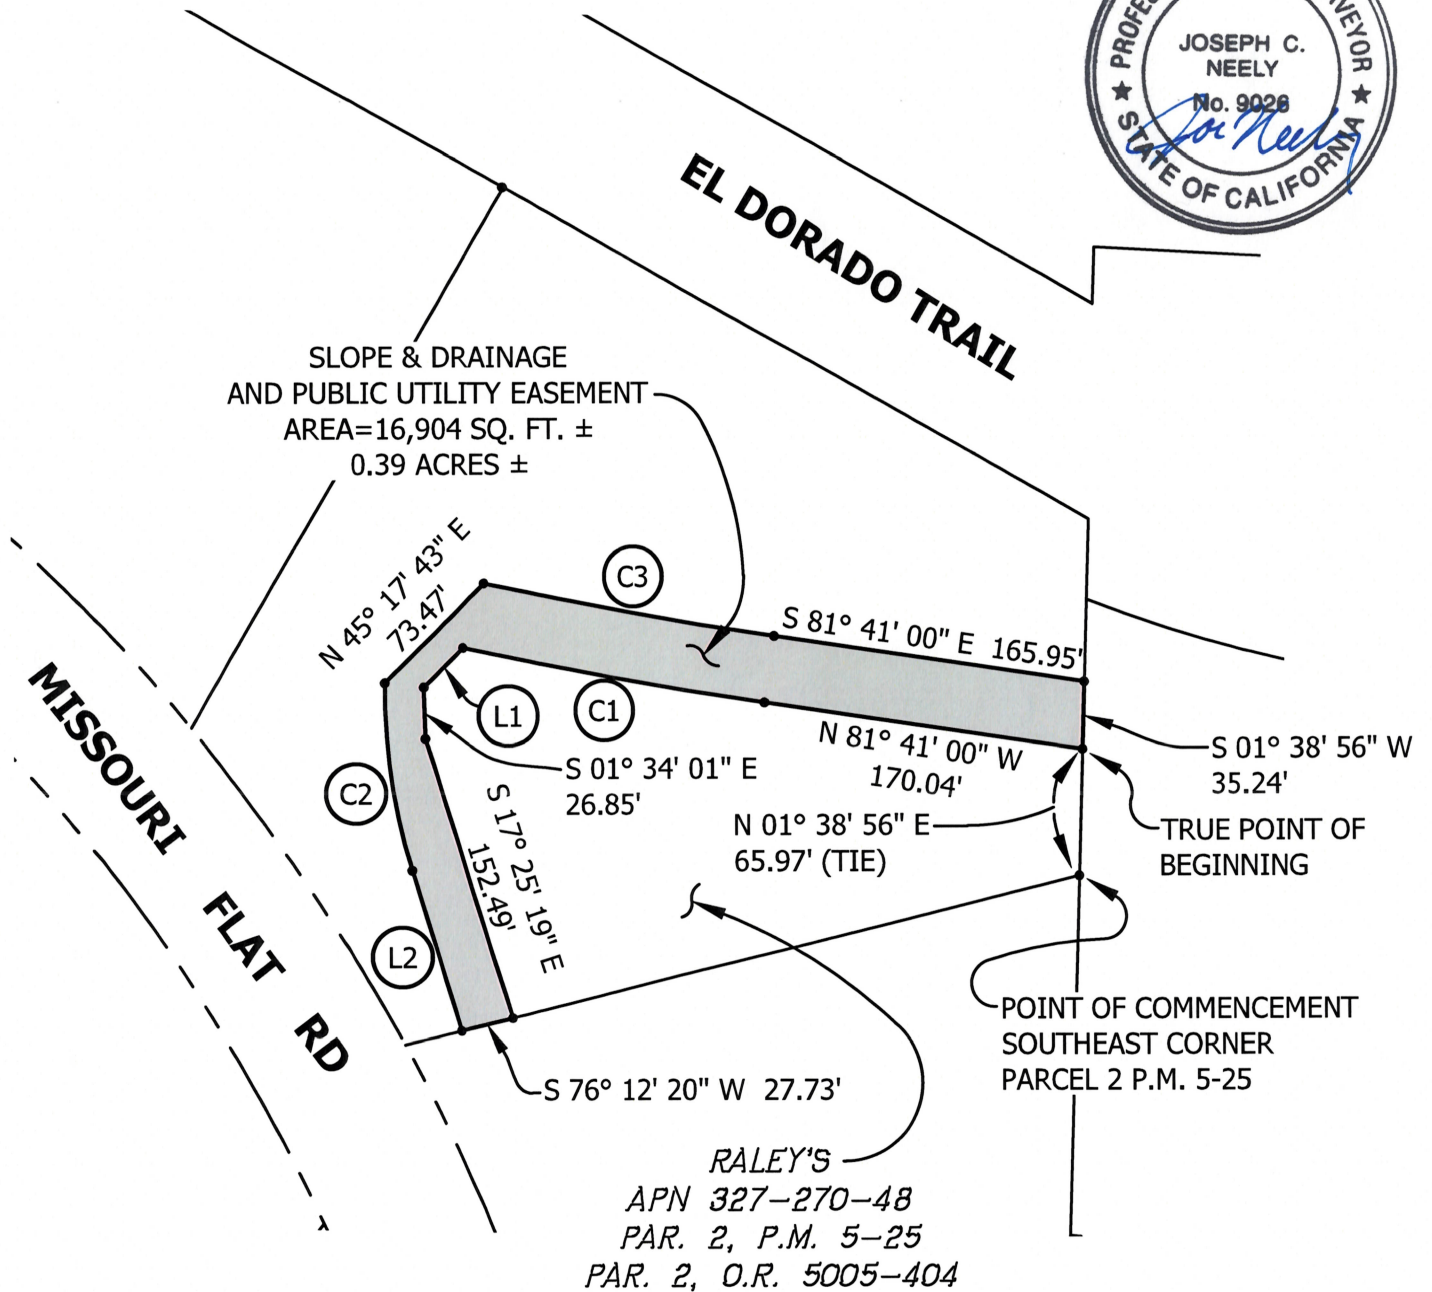 JOSEPH C.
NEELY
No. 9026
★ STATE OF CALIFORNIA ★
Joe Neely
EL DORADO TRAIL
SLOPE & DRAINAGE
AND PUBLIC UTILITY EASEMENT
AREA=16,904 SQ. FT. ±
0.39 ACRES ±
N 45° 17' 43" E
73.47'
C3
S 81° 41' 00" E 165.95'
L1
C1
N 81° 41' 00" W
170.04'
S 01° 38' 56" W
35.24'
S 01° 34' 01" E
26.85'
C2
S 17° 25' 19" E
152.49'
N 01° 38' 56" E
65.97' (TIE)
TRUE POINT OF
BEGINNING
L2
MISSOURI FLAT RD
POINT OF COMMENCEMENT
SOUTHEAST CORNER
PARCEL 2 P.M. 5-25
S 76° 12' 20" W 27.73'
RALEY'S
APN 327-270-48
PAR. 2, P.M. 5-25
PAR. 2, O.R. 5005-404